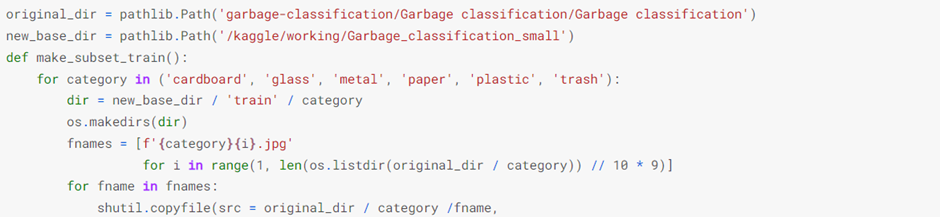 original_dir = pathlib.Path('garbage-classification/Garbage classification/Garbage classification')
new_base_dir = pathlib.Path('/kaggle/working/Garbage_classification_small')
def make_subset_train():
    for category in ('cardboard', 'glass', 'metal', 'paper', 'plastic', 'trash'):
        dir = new_base_dir / 'train' / category
        os.makedirs(dir)
        fnames = [f'{category}{i}.jpg'
                  for i in range(1, len(os.listdir(original_dir / category)) // 10 * 9)]
        for fname in fnames:
            shutil.copyfile(src = original_dir / category /fname,